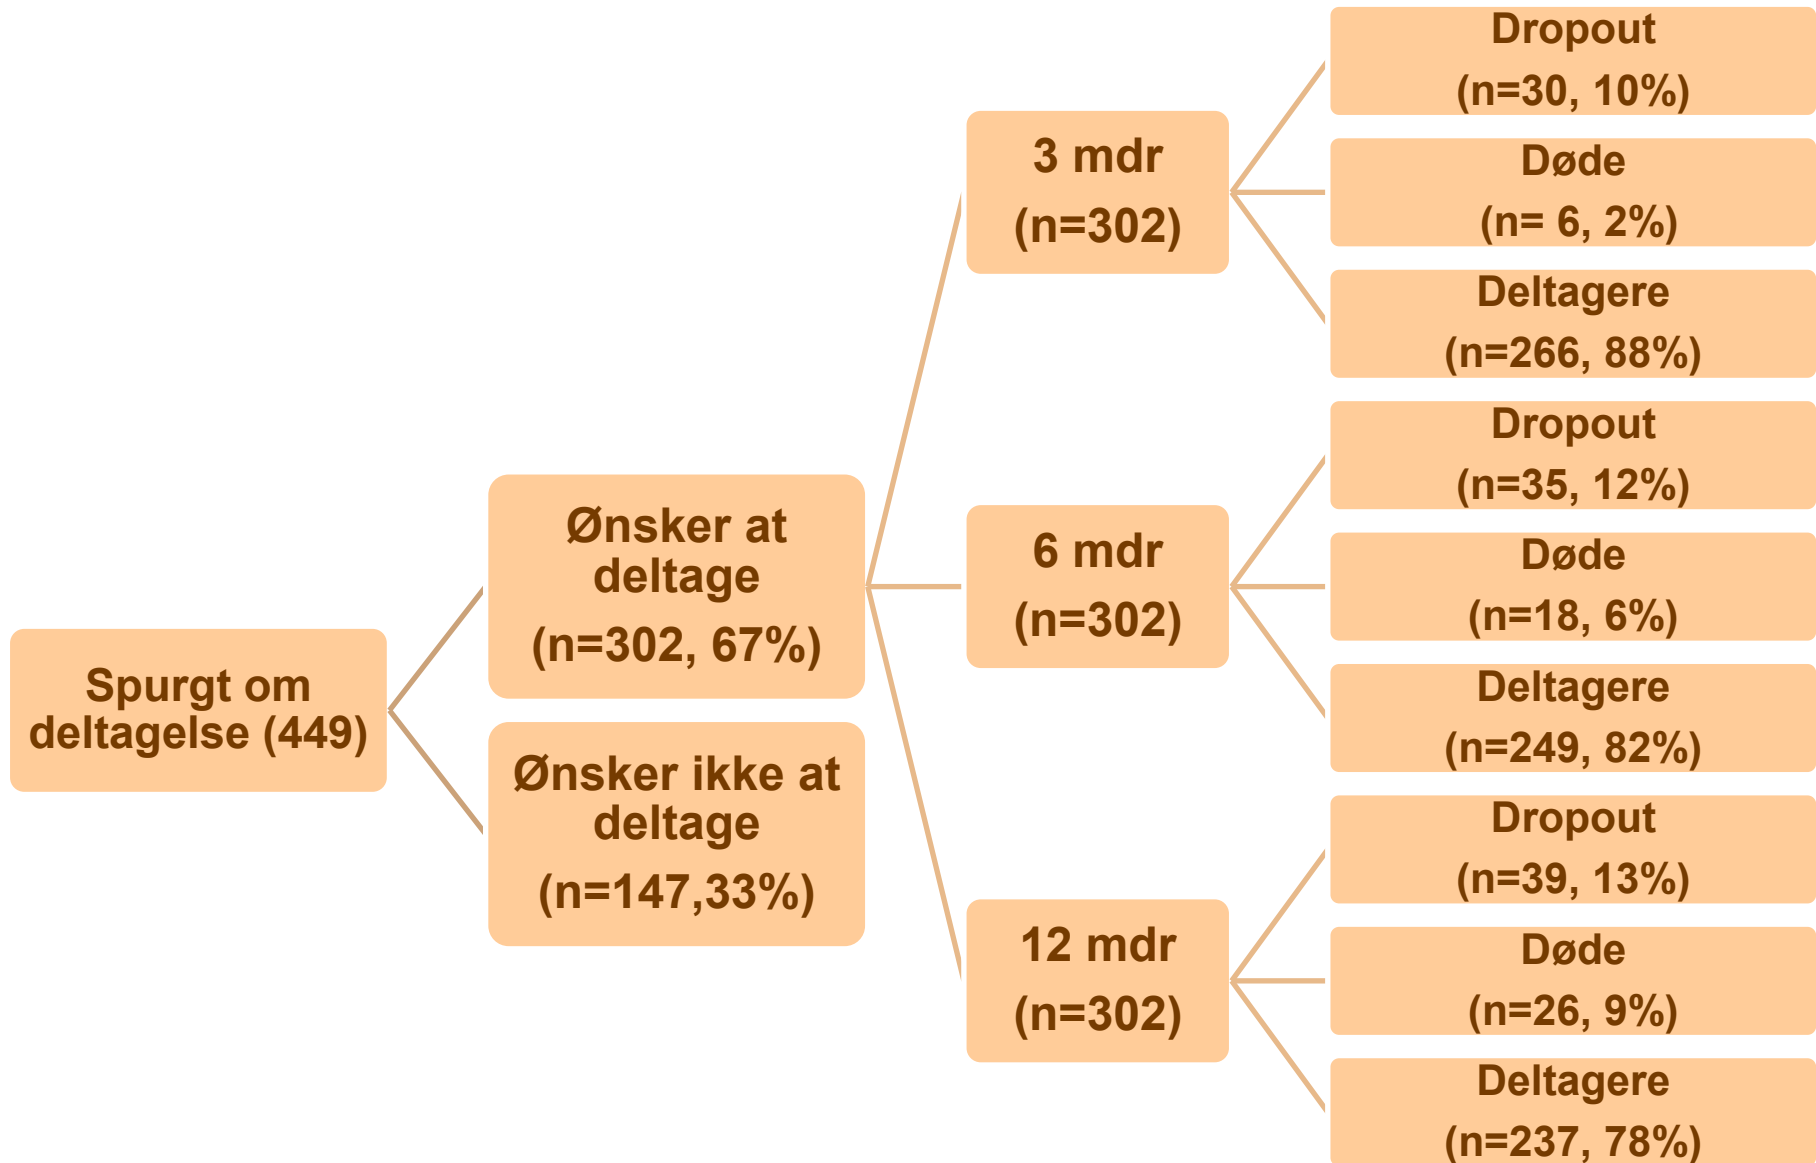 Spurgt om
deltagelse (449)
Ønsker at
deltage
(n=302, 67%)
Ønsker ikke at
deltage
(n=147,33%)
3 mdr
(n=302)
Dropout
(n=30, 10%)
Døde
(n= 6, 2%)
Deltagere
(n=266, 88%)
6 mdr
(n=302)
Dropout
(n=35, 12%)
Døde
(n=18, 6%)
Deltagere
(n=249, 82%)
12 mdr
(n=302)
Dropout
(n=39, 13%)
Døde
(n=26, 9%)
Deltagere
(n=237, 78%)